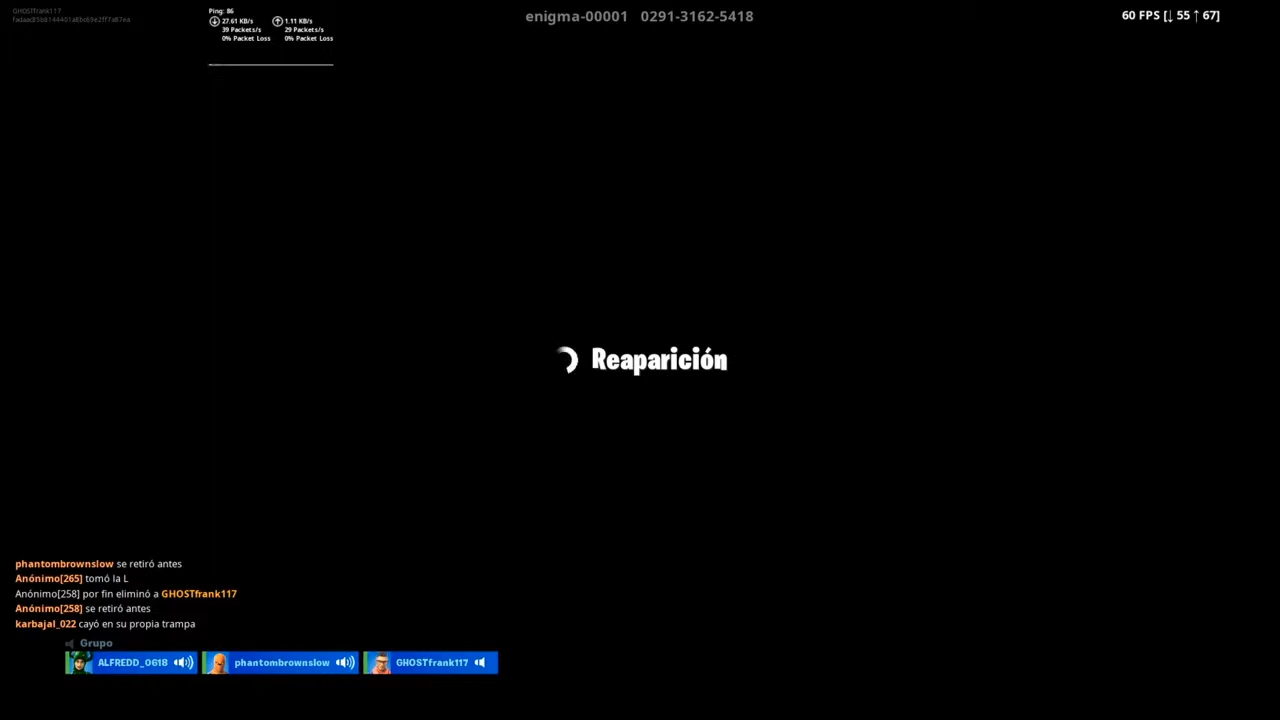 GHOSTfrank117
Ping: 86
27.61 KB/s
1.11 KB/s
39 Packets/s
29 Packets/s
0% Packet Loss
0% Packet Loss
enigma-00001 0291-3162-5418
60 FPS [↓ 55 ↑ 67]
Reaparición
phantombrownslow se retiró antes
Anónimo[265] tomó la L
Anónimo[258] por fin eliminó a GHOSTfrank117
Anónimo[258] se retiró antes
karbajal_022 cayó en su propia trampa
Grupo
ALFREDD_0618
phantombrownslow
GHOSTfrank117